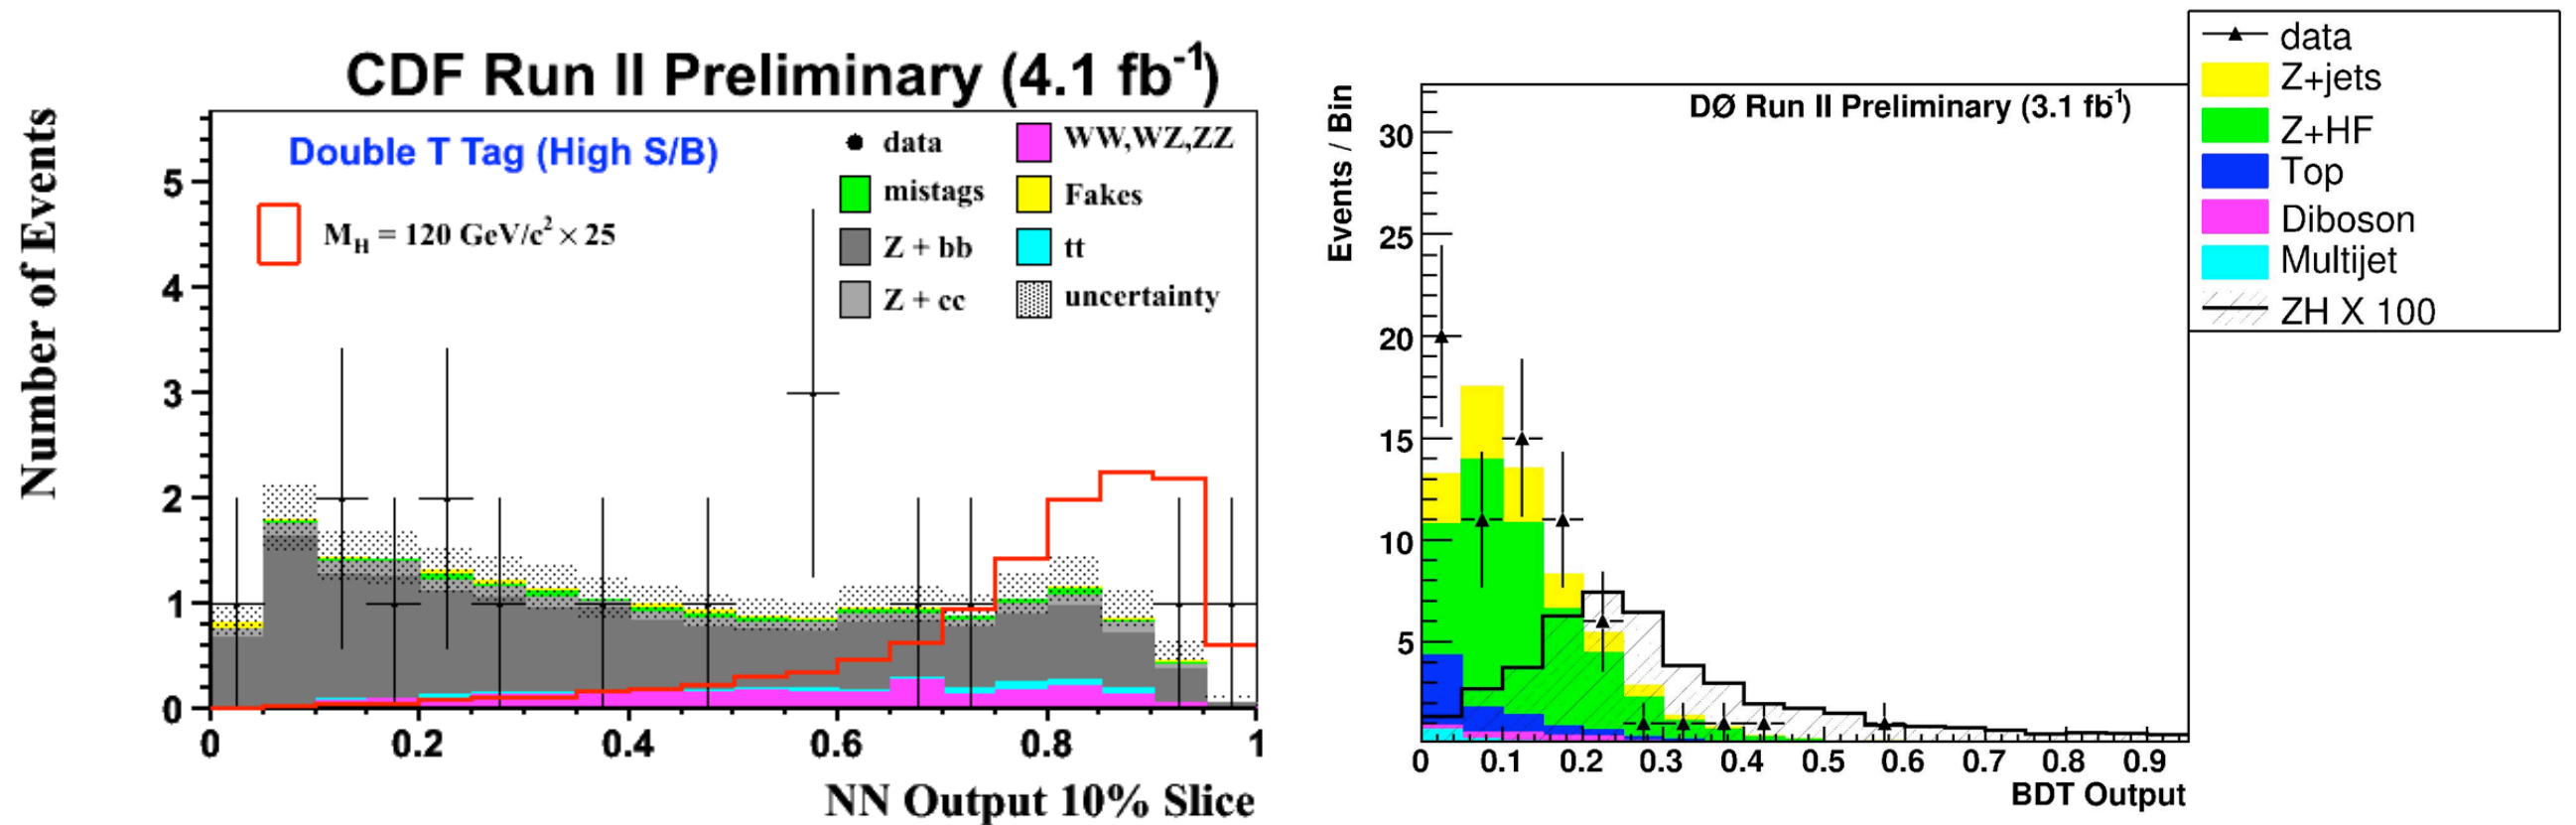 CDF Run II Preliminary (4.1 fb⁻¹)
Number of Events
Double T Tag (High S/B)
M_H = 120 GeV/c² × 25
data
mistags
Z + bb
Z + cc
WW,WZ,ZZ
Fakes
tt
uncertainty
5
4
3
2
1
0
0 0.2 0.4 0.6 0.8 1
NN Output 10% Slice
Events / Bin
DØ Run II Preliminary (3.1 fb⁻¹)
30
25
20
15
10
5
0 0.1 0.2 0.3 0.4 0.5 0.6 0.7 0.8 0.9
BDT Output
data
Z+jets
Z+HF
Top
Diboson
Multijet
ZH X 100